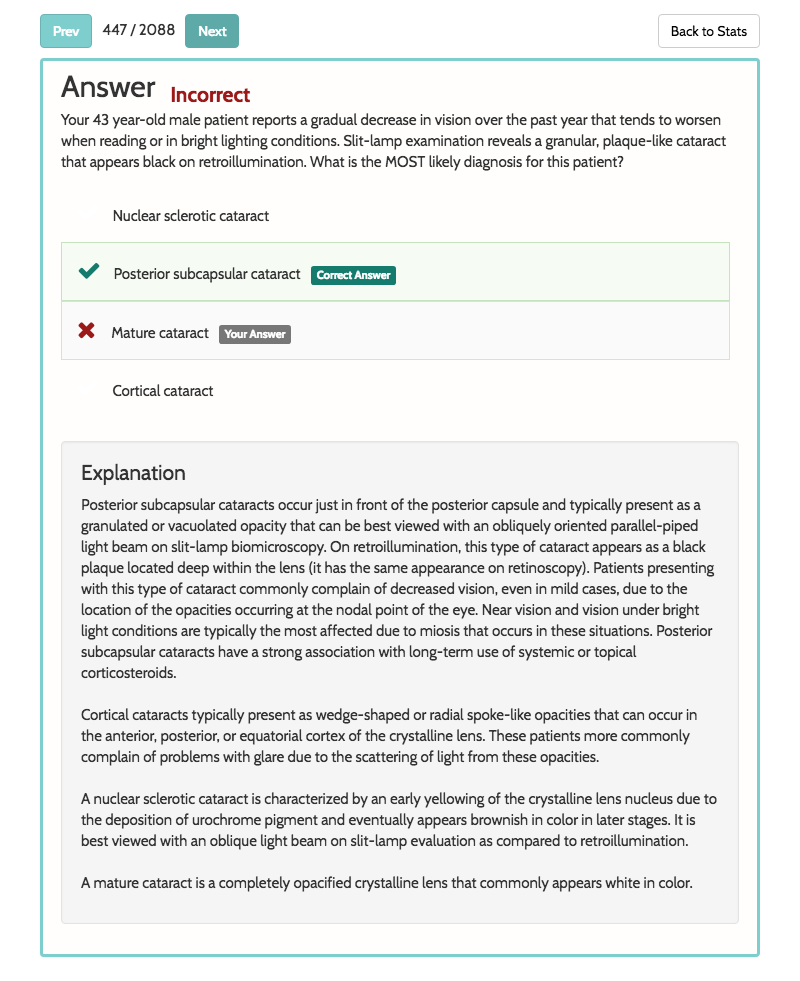 Prev 447 / 2088 Next Back to Stats
Answer Incorrect
Your 43 year-old male patient reports a gradual decrease in vision over the past year that tends to worsen
when reading or in bright lighting conditions. Slit-lamp examination reveals a granular, plaque-like cataract
that appears black on retroillumination. What is the MOST likely diagnosis for this patient?
Nuclear sclerotic cataract
Posterior subcapsular cataract Correct Answer
Mature cataract Your Answer
Cortical cataract
Explanation
Posterior subcapsular cataracts occur just in front of the posterior capsule and typically present as a
granulated or vacuolated opacity that can be best viewed with an obliquely oriented parallel-piped
light beam on slit-lamp biomicroscopy. On retroillumination, this type of cataract appears as a black
plaque located deep within the lens (it has the same appearance on retinoscopy). Patients presenting
with this type of cataract commonly complain of decreased vision, even in mild cases, due to the
location of the opacities occurring at the nodal point of the eye. Near vision and vision under bright
light conditions are typically the most affected due to miosis that occurs in these situations. Posterior
subcapsular cataracts have a strong association with long-term use of systemic or topical
corticosteroids.
Cortical cataracts typically present as wedge-shaped or radial spoke-like opacities that can occur in
the anterior, posterior, or equatorial cortex of the crystalline lens. These patients more commonly
complain of problems with glare due to the scattering of light from these opacities.
A nuclear sclerotic cataract is characterized by an early yellowing of the crystalline lens nucleus due to
the deposition of urochrome pigment and eventually appears brownish in color in later stages. It is
best viewed with an oblique light beam on slit-lamp evaluation as compared to retroillumination.
A mature cataract is a completely opacified crystalline lens that commonly appears white in color.